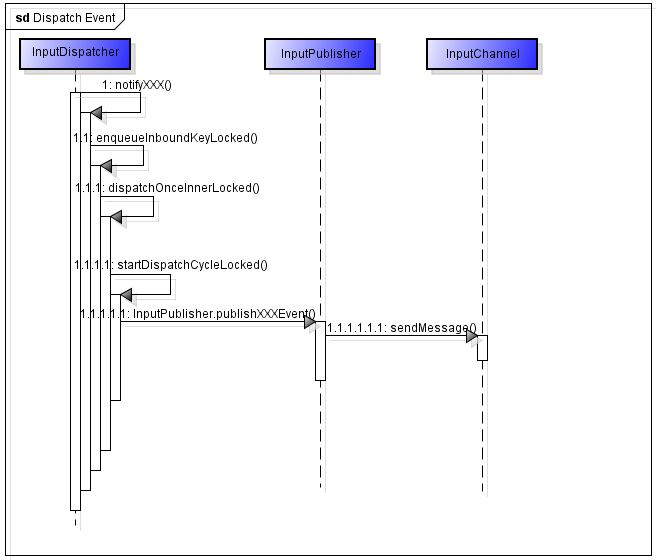 sd Dispatch Event
InputDispatcher
InputPublisher
InputChannel
1: notifyXXX()
1.1: enqueueInboundKeyLocked()
1.1.1: dispatchOnceInnerLocked()
1.1.1.1: startDispatchCycleLocked()
1.1.1.1.1: InputPublisher.publishXXXEvent()
1.1.1.1.1.1: sendMessage()